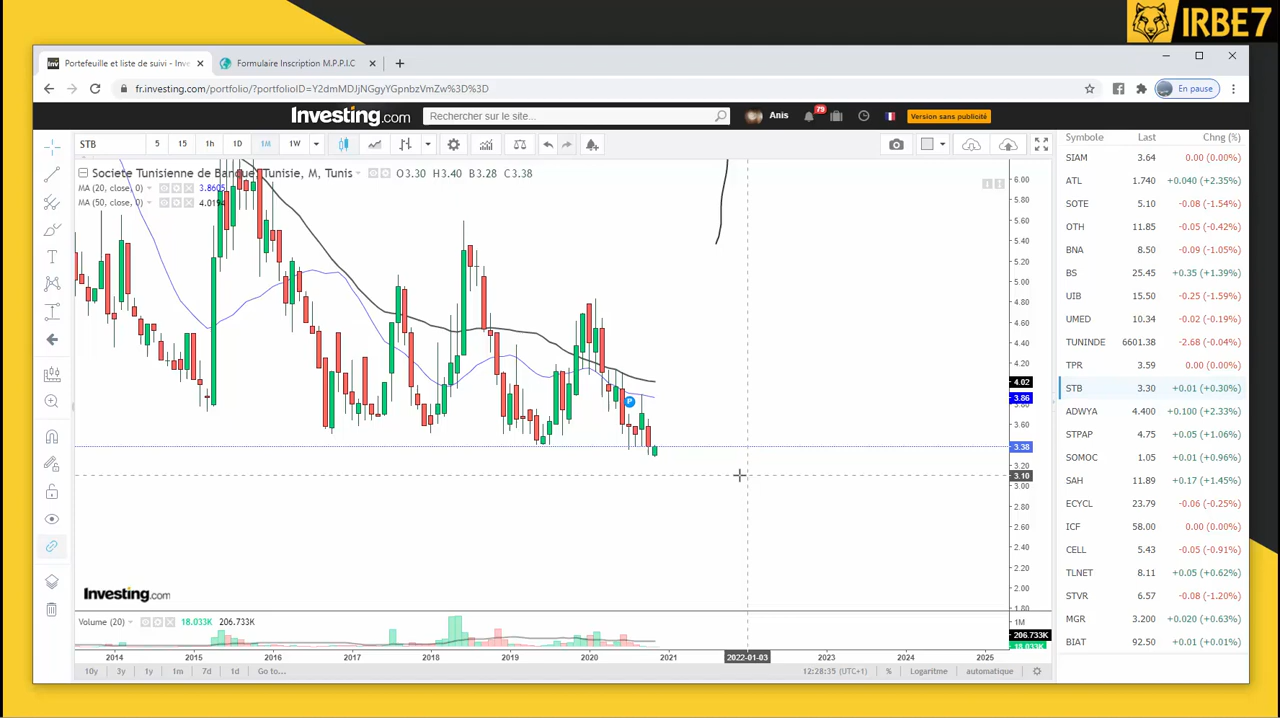 IRBE7
Portefeuille et liste de suivi - Inve
Formulaire Inscription M.P.P.I.C
fr.investing.com/portfolio/?portfolioID=Y2dmMDJjNGgyYGpnbzVmZw%3D%3D
En pause
Investing.com
Rechercher sur le site...
Anis
79
Version sans publicité
STB
5
15
1h
1D
1M
1W
Societe Tunisienne de Banque, Tunisie, M, Tunis
O3.30 H3.40 B3.28 C3.38
MA (20, close, 0)
3.8605
MA (50, close, 0)
4.0194
6.00
5.80
5.60
5.40
5.20
5.00
4.80
4.60
4.40
4.20
4.02
3.86
3.80
3.60
3.38
3.20
3.10
3.00
2.80
2.60
2.40
2.20
2.00
1.80
P
Investing.com
Volume (20)
18.033K
206.733K
1M
206.733K
18.033K
2014
2015
2016
2017
2018
2019
2020
2021
2022-01-03
2023
2024
2025
10y
3y
1y
1m
7d
1d
Go to...
12:28:35 (UTC+1)
%
Logarithme
automatique
Symbole Last Chng (%)
SIAM 3.64 0.00 (0.00%)
ATL 1.740 +0.040 (+2.35%)
SOTE 5.10 -0.08 (-1.54%)
OTH 11.85 -0.05 (-0.42%)
BNA 8.50 -0.09 (-1.05%)
BS 25.45 +0.35 (+1.39%)
UIB 15.50 -0.25 (-1.59%)
UMED 10.34 -0.02 (-0.19%)
TUNINDE 6601.38 -2.68 (-0.04%)
TPR 3.59 0.00 (0.00%)
STB 3.30 +0.01 (+0.30%)
ADWYA 4.400 +0.100 (+2.33%)
STPAP 4.75 +0.05 (+1.06%)
SOMOC 1.05 +0.01 (+0.96%)
SAH 11.89 +0.17 (+1.45%)
ECYCL 23.79 -0.06 (-0.25%)
ICF 58.00 0.00 (0.00%)
CELL 5.43 -0.05 (-0.91%)
TLNET 8.11 +0.05 (+0.62%)
STVR 6.57 -0.08 (-1.20%)
MGR 3.200 +0.020 (+0.63%)
BIAT 92.50 +0.01 (+0.01%)